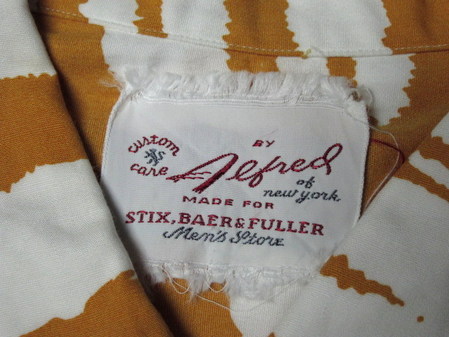 custom
care
BY
Alfred
of
new york
MADE FOR
STIX, BAER & FULLER
Men's Store